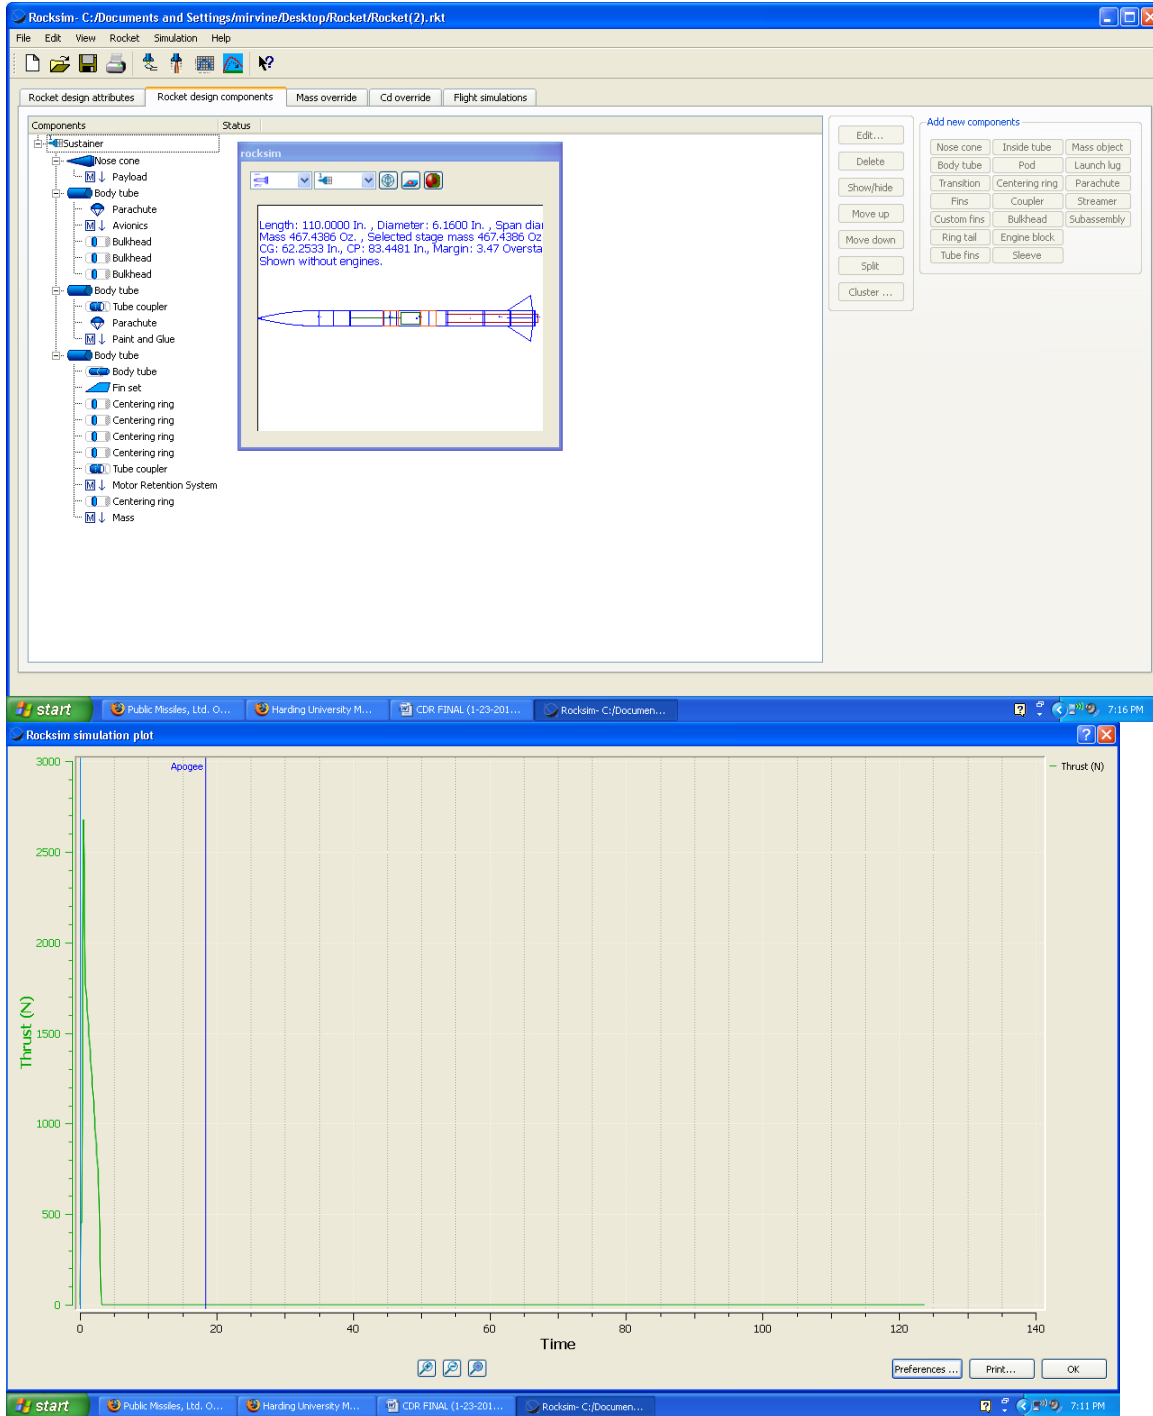 Rocksim- C:/Documents and Settings/mirvine/Desktop/Rocket/Rocket(2).rkt
File Edit View Rocket Simulation Help
Rocket design attributes Rocket design components Mass override Cd override Flight simulations
Components Status
Sustainer
Nose cone
M Payload
Body tube
Parachute
M Avionics
Bulkhead
Bulkhead
Bulkhead
Body tube
Tube coupler
Parachute
M Paint and Glue
Body tube
Body tube
Fin set
Centering ring
Centering ring
Centering ring
Centering ring
Tube coupler
M Motor Retention System
Centering ring
M Mass
rocksim
Length: 110.0000 In. , Diameter: 6.1600 In. , Span diar
Mass 467.4386 Oz. , Selected stage mass 467.4386 Oz
CG: 62.2533 In., CP: 83.4481 In., Margin: 3.47 Oversta
Shown without engines.
Edit...
Delete
Show/hide
Move up
Move down
Split
Cluster ...
Add new components
Nose cone Inside tube Mass object
Body tube Pod Launch lug
Transition Centering ring Parachute
Fins Coupler Streamer
Custom fins Bulkhead Subassembly
Ring tail Engine block
Tube fins Sleeve
start Public Missiles, Ltd. O... Harding University M... CDR FINAL (1-23-201... Rocksim- C:/Documen... 7:16 PM
Rocksim simulation plot
3000
2500
2000
1500
1000
500
0
Thrust (N)
Apogee
Thrust (N)
0 20 40 60 80 100 120 140
Time
Preferences ... Print... OK
start Public Missiles, Ltd. O... Harding University M... CDR FINAL (1-23-201... Rocksim- C:/Documen... 7:11 PM